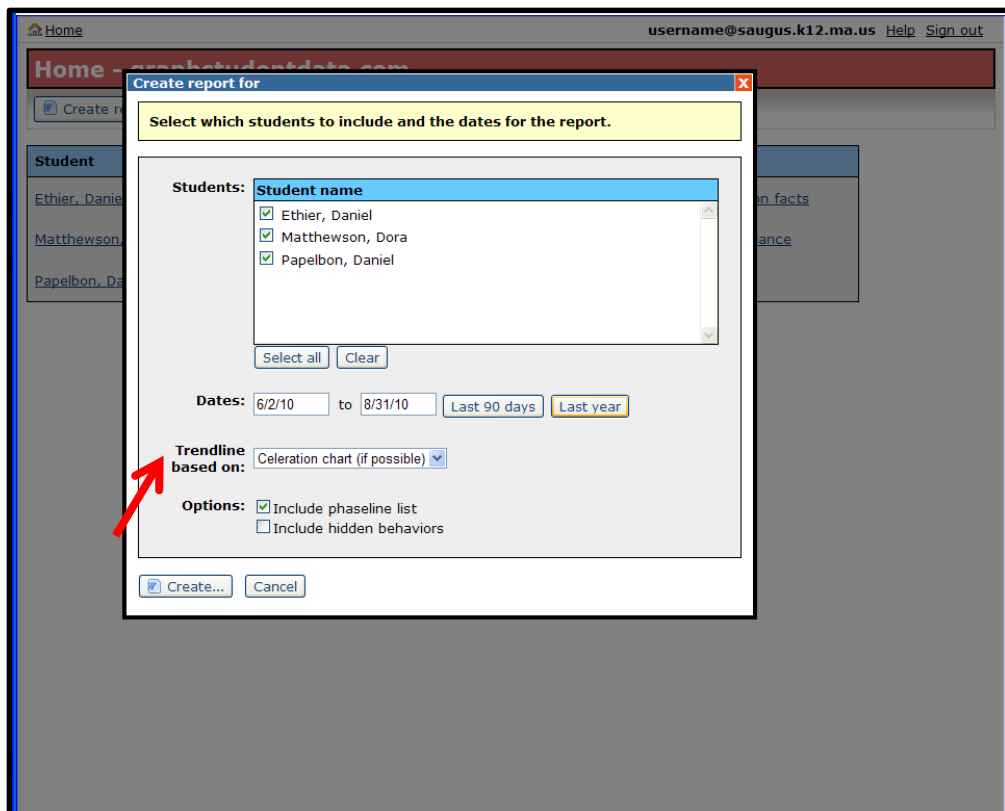 Home username@saugus.k12.ma.us Help Sign out
Home - graphstudentdata.com
Create report for X
Create re
Select which students to include and the dates for the report.
Student
Students: Student name
Ethier, Danie
Ethier, Daniel
on facts
Matthewson, Dora
Matthewson,
ance
Papelbon, Daniel
Papelbon, Da
Select all Clear
Dates: 6/2/10 to 8/31/10 Last 90 days Last year
Trendline
based on: Celeration chart (if possible)
Options: Include phaseline list
Include hidden behaviors
Create... Cancel